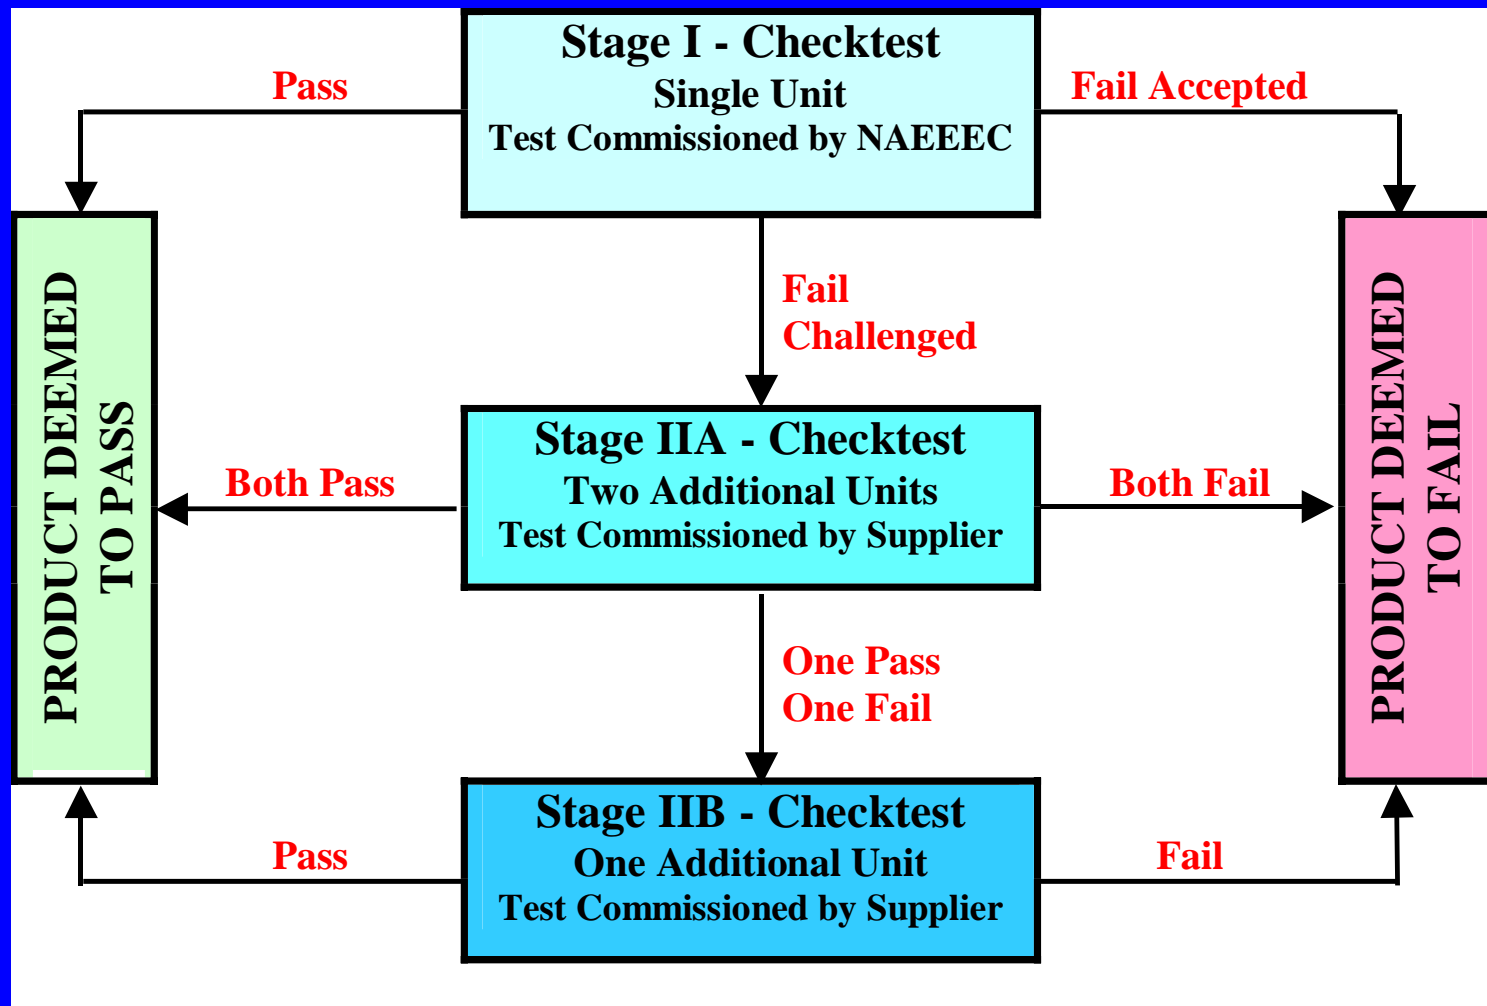 Stage I - Checktest
Single Unit
Test Commissioned by NAEEEC
Pass
Fail Accepted
PRODUCT DEEMED
TO PASS
Fail
Challenged
PRODUCT DEEMED
TO FAIL
Stage IIA - Checktest
Two Additional Units
Test Commissioned by Supplier
Both Pass
Both Fail
One Pass
One Fail
Stage IIB - Checktest
One Additional Unit
Test Commissioned by Supplier
Pass
Fail